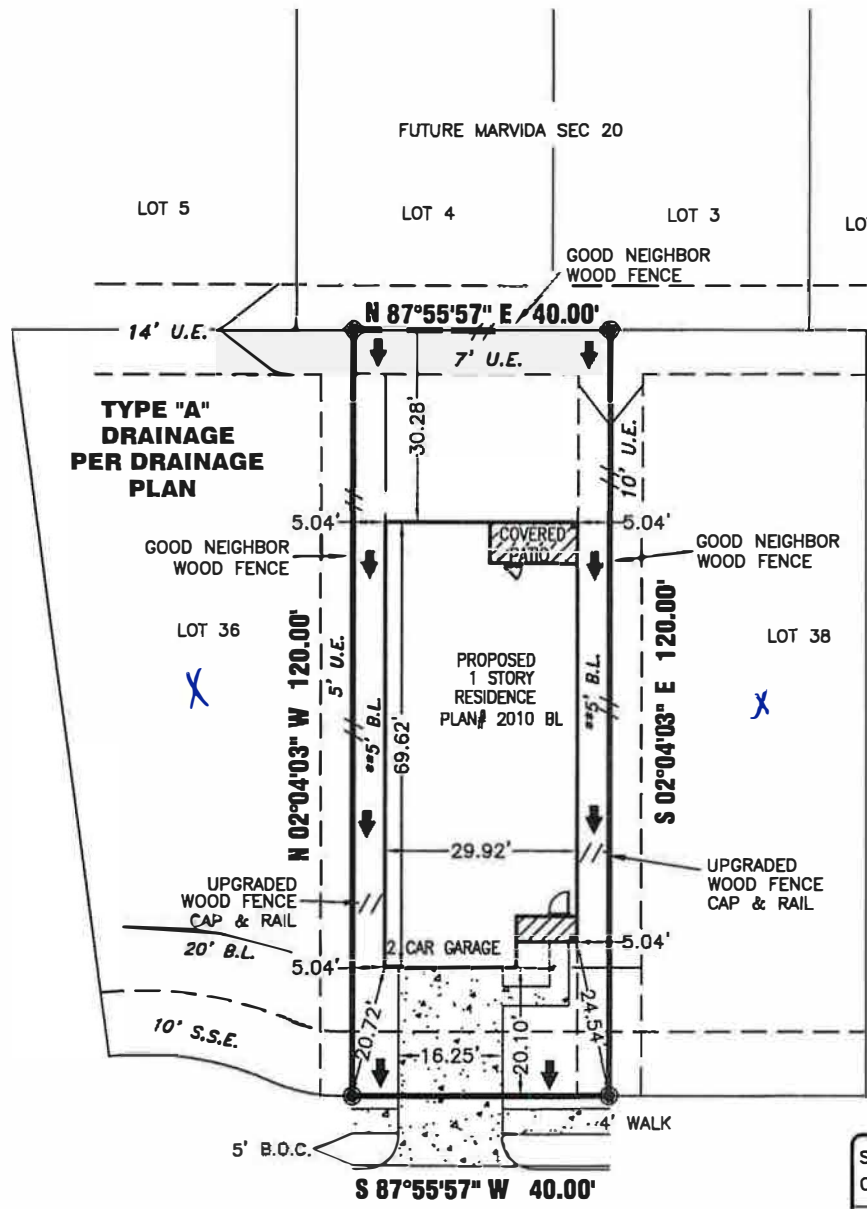 FUTURE MARVIDA SEC 20
LOT 5
LOT 4
LOT 3
GOOD NEIGHBOR
WOOD FENCE
N 87°55'57" E 40.00'
14' U.E.
7' U.E.
TYPE "A"
DRAINAGE
PER DRAINAGE
PLAN
30.28'
10' U.E.
5.04'
COVERED
PATIO
5.04'
GOOD NEIGHBOR
WOOD FENCE
GOOD NEIGHBOR
WOOD FENCE
LOT 36
LOT 38
X
X
N 02°04'03" W 120.00'
5' U.E.
**5' B.L.
69.62'
PROPOSED
1 STORY
RESIDENCE
PLAN# 2010 BL
**5' B.L.
S 02°04'03" E 120.00'
29.92'
UPGRADED
WOOD FENCE
CAP & RAIL
UPGRADED
WOOD FENCE
CAP & RAIL
20' B.L.
2 CAR GARAGE
5.04'
5.04'
10' S.S.E.
20.72'
16.25'
20.10'
24.54'
4' WALK
5' B.O.C.
S 87°55'57" W 40.00'